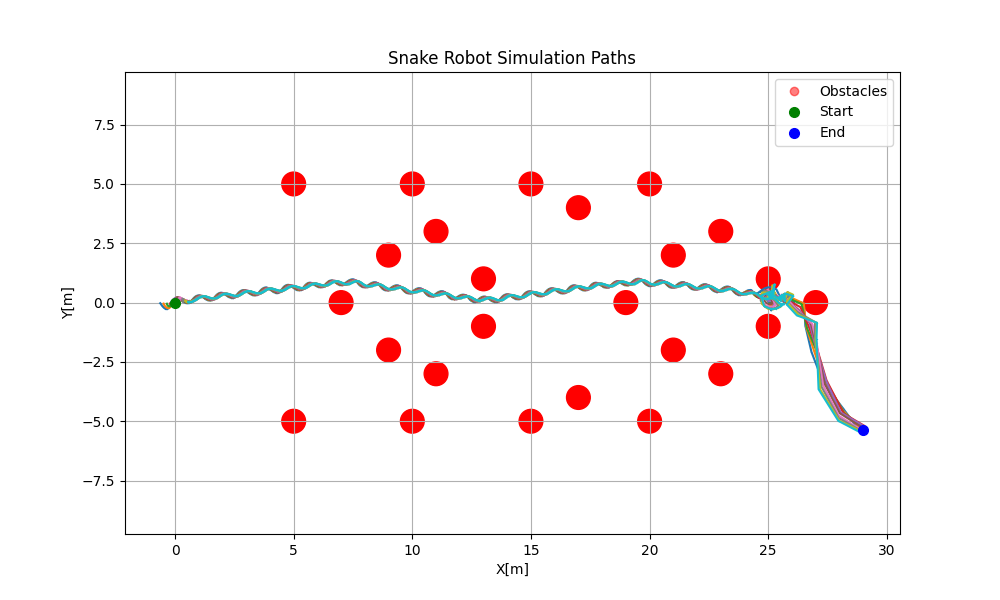 Snake Robot Simulation Paths
Obstacles
Start
End
Y[m]
7.5
5.0
2.5
0.0
−2.5
−5.0
−7.5
0 5 10 15 20 25 30
X[m]